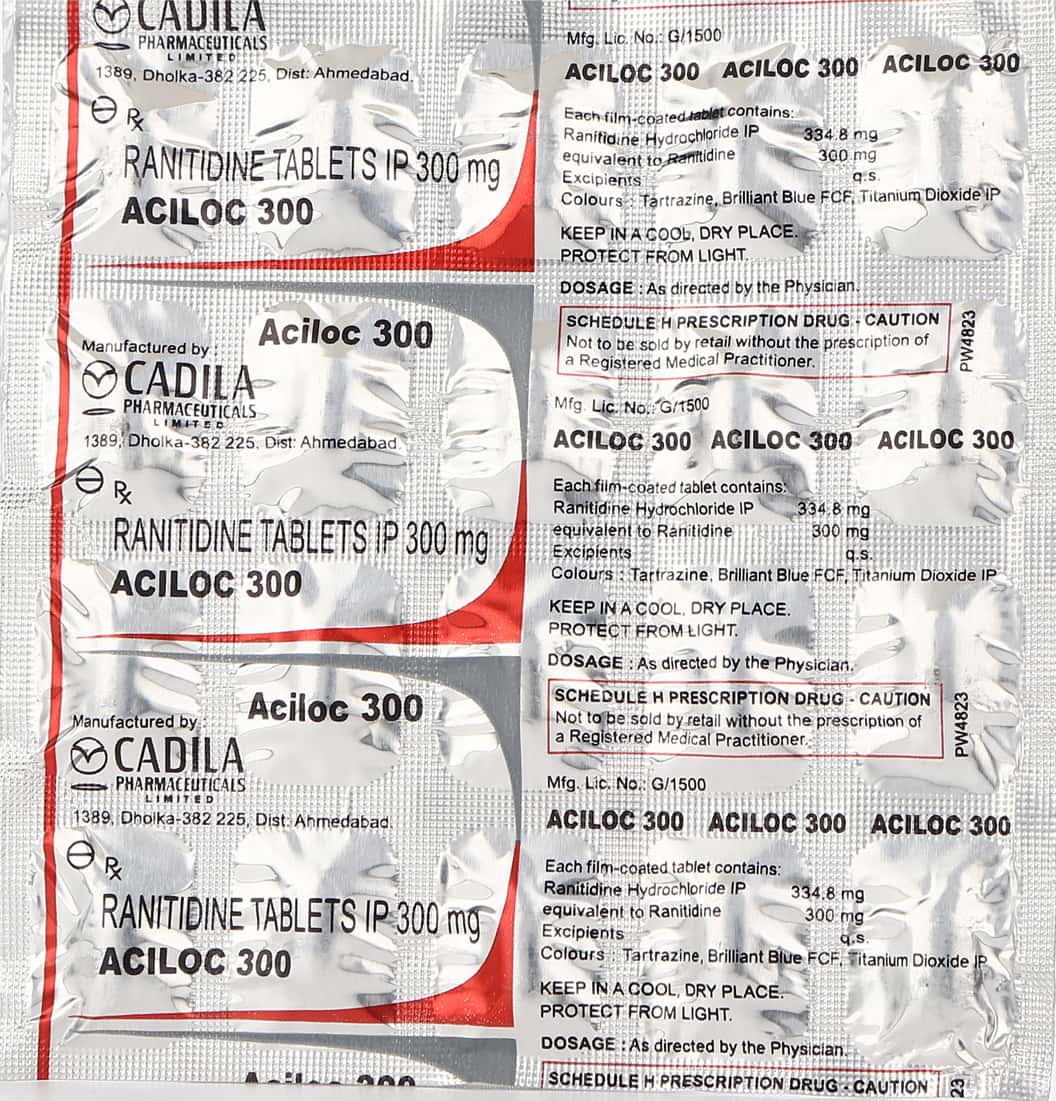 CADILA
PHARMACEUTICALS
LIMITED
1389, Dholka-382 225, Dist: Ahmedabad.
Rx
RANITIDINE TABLETS IP 300 mg
ACILOC 300
Aciloc 300
Manufactured by :
CADILA
PHARMACEUTICALS
LIMITED
1389, Dholka-382 225, Dist: Ahmedabad.
Rx
RANITIDINE TABLETS IP 300 mg
ACILOC 300
Aciloc 300
Manufactured by :
CADILA
PHARMACEUTICALS
LIMITED
1389, Dholka-382 225, Dist: Ahmedabad.
Rx
RANITIDINE TABLETS IP 300 mg
ACILOC 300
Aciloc 300
Mfg. Lic. No.: G/1500
ACILOC 300 ACILOC 300 ACILOC 300
Each film-coated tablet contains:
Ranitidine Hydrochloride IP 334.8 mg
equivalent to Ranitidine 300 mg
Excipients q.s.
Colours : Tartrazine, Brilliant Blue FCF, Titanium Dioxide IP
KEEP IN A COOL, DRY PLACE.
PROTECT FROM LIGHT.
DOSAGE : As directed by the Physician.
SCHEDULE H PRESCRIPTION DRUG - CAUTION
Not to be sold by retail without the prescription of
a Registered Medical Practitioner.
PW4823
Mfg. Lic. No.: G/1500
ACILOC 300 ACILOC 300 ACILOC 300
Each film-coated tablet contains:
Ranitidine Hydrochloride IP 334.8 mg
equivalent to Ranitidine 300 mg
Excipients q.s.
Colours : Tartrazine, Brilliant Blue FCF, Titanium Dioxide IP
KEEP IN A COOL, DRY PLACE.
PROTECT FROM LIGHT.
DOSAGE : As directed by the Physician.
SCHEDULE H PRESCRIPTION DRUG - CAUTION
Not to be sold by retail without the prescription of
a Registered Medical Practitioner.
PW4823
Mfg. Lic. No.: G/1500
ACILOC 300 ACILOC 300 ACILOC 300
Each film-coated tablet contains:
Ranitidine Hydrochloride IP 334.8 mg
equivalent to Ranitidine 300 mg
Excipients q.s.
Colours : Tartrazine, Brilliant Blue FCF, Titanium Dioxide IP
KEEP IN A COOL, DRY PLACE.
PROTECT FROM LIGHT.
DOSAGE : As directed by the Physician.
SCHEDULE H PRESCRIPTION DRUG - CAUTION
23